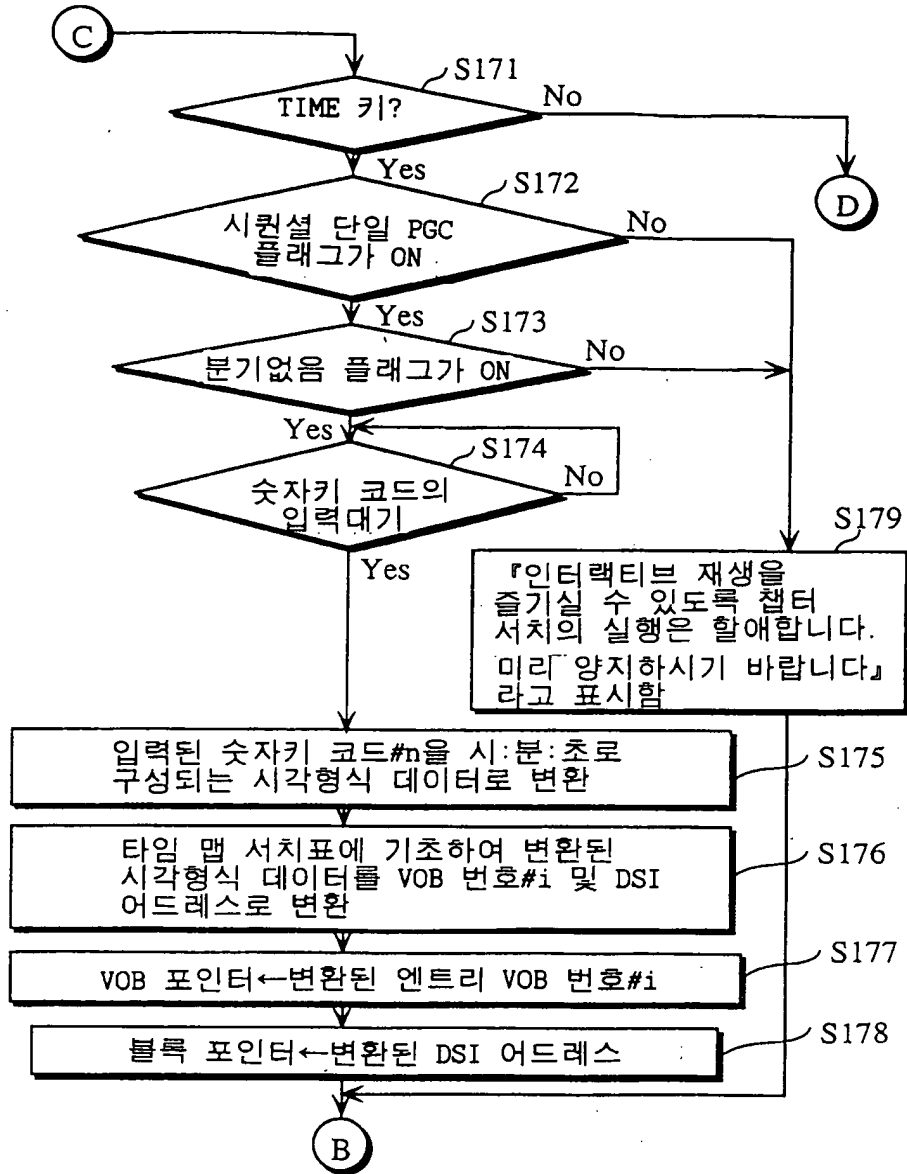 C
S171
TIME 키?
No
Yes
D
S172
시퀀셜 단일 PGC
플래그가 ON
No
Yes
S173
분기없음 플래그가 ON
No
Yes
S174
숫자키 코드의
입력대기
No
Yes
S179
『인터랙티브 재생을
즐기실 수 있도록 챕터
서치의 실행은 할애합니다.
미리 양지하시기 바랍니다』
라고 표시함
입력된 숫자키 코드#n을 시:분:초로
구성되는 시각형식 데이터로 변환
S175
타임 맵 서치표에 기초하여 변환된
시각형식 데이터를 VOB 번호#i 및 DSI
어드레스로 변환
S176
VOB 포인터←변환된 엔트리 VOB 번호#i
S177
블록 포인터←변환된 DSI 어드레스
S178
B